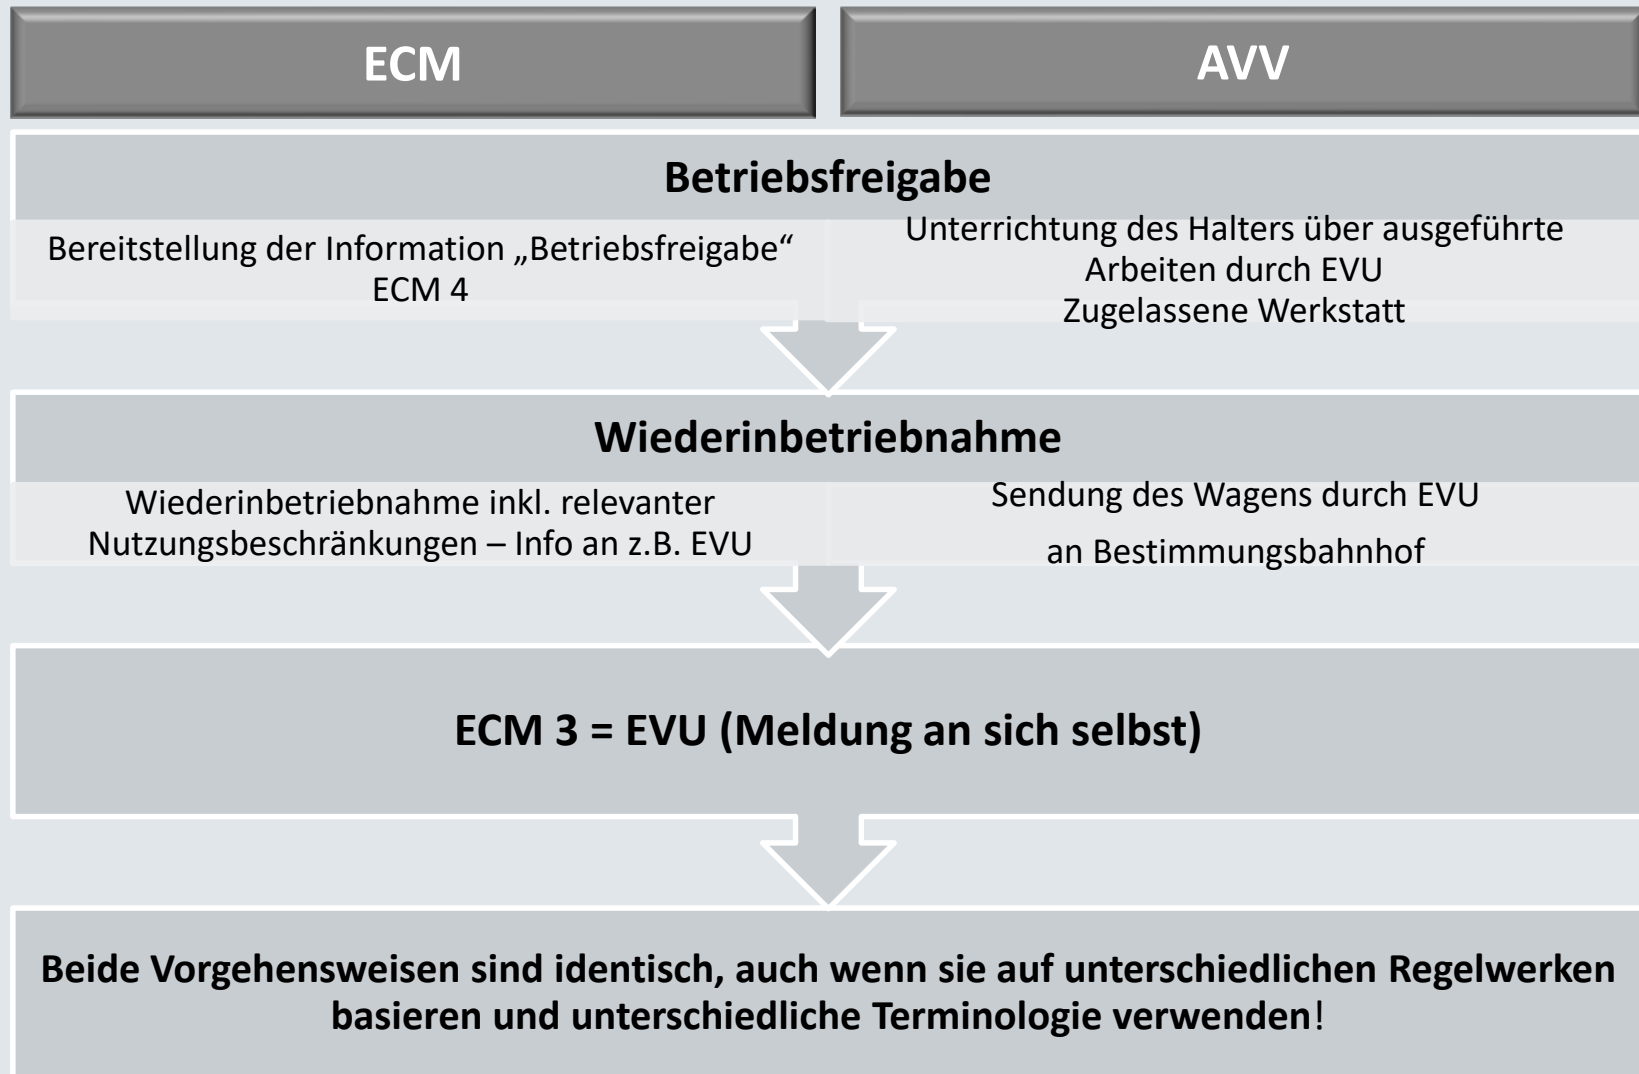 ECM
AVV
Betriebsfreigabe
Bereitstellung der Information „Betriebsfreigabe“
ECM 4
Unterrichtung des Halters über ausgeführte
Arbeiten durch EVU
Zugelassene Werkstatt
Wiederinbetriebnahme
Wiederinbetriebnahme inkl. relevanter
Nutzungsbeschränkungen – Info an z.B. EVU
Sendung des Wagens durch EVU
an Bestimmungsbahnhof
ECM 3 = EVU (Meldung an sich selbst)
Beide Vorgehensweisen sind identisch, auch wenn sie auf unterschiedlichen Regelwerken
basieren und unterschiedliche Terminologie verwenden!